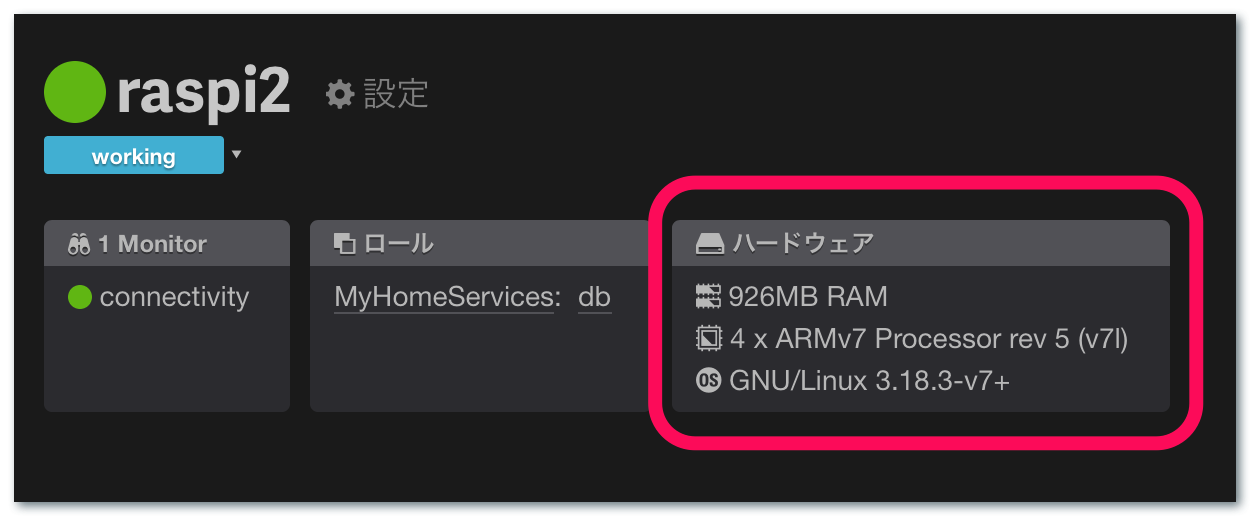 raspi2 設定
working
1 Monitor
connectivity
ロール
MyHomeServices: db
ハードウェア
926MB RAM
4 x ARMv7 Processor rev 5 (v7l)
OS GNU/Linux 3.18.3-v7+